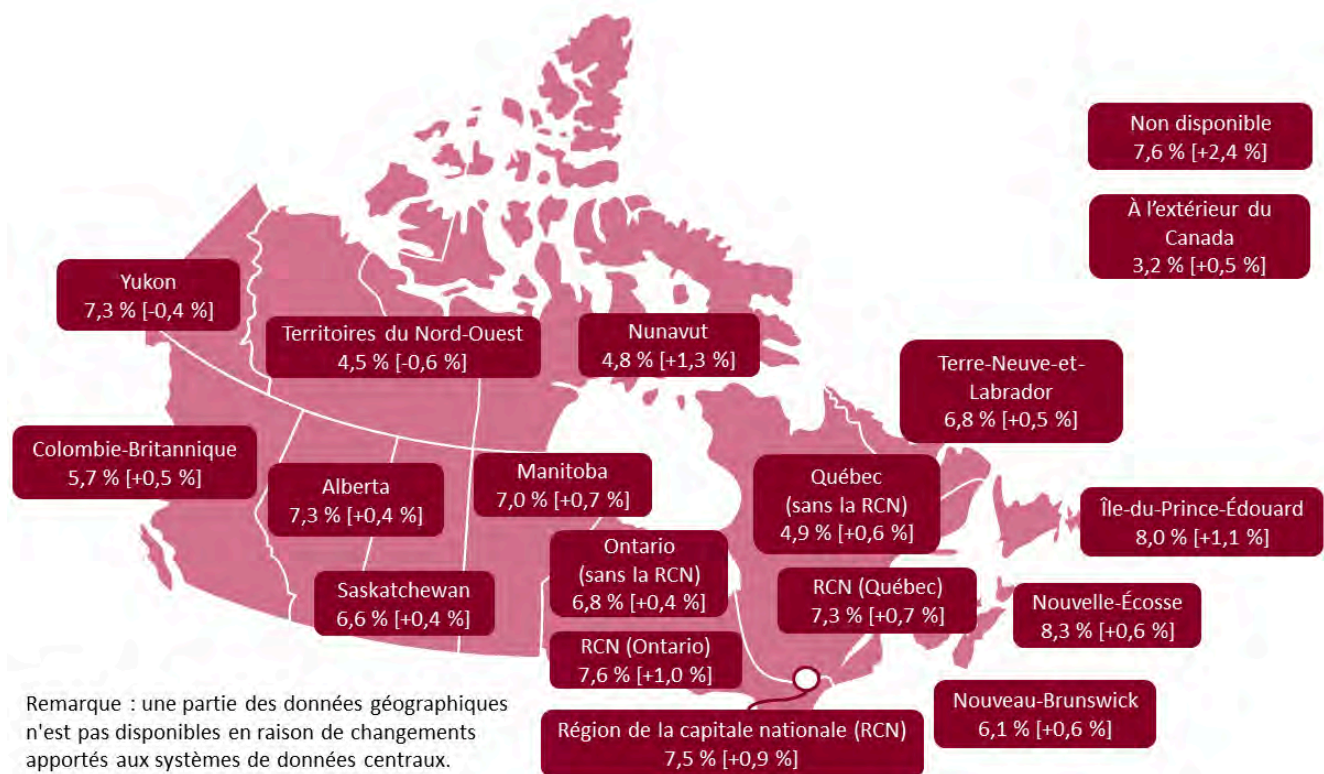 Non disponible
7,6 % [+2,4 %]
À l’extérieur du
Canada
3,2 % [+0,5 %]
Yukon
7,3 % [-0,4 %]
Territoires du Nord-Ouest
4,5 % [-0,6 %]
Nunavut
4,8 % [+1,3 %]
Terre-Neuve-et-
Labrador
6,8 % [+0,5 %]
Colombie-Britannique
5,7 % [+0,5 %]
Alberta
7,3 % [+0,4 %]
Manitoba
7,0 % [+0,7 %]
Québec
(sans la RCN)
4,9 % [+0,6 %]
Île-du-Prince-Édouard
8,0 % [+1,1 %]
Saskatchewan
6,6 % [+0,4 %]
Ontario
(sans la RCN)
6,8 % [+0,4 %]
RCN (Québec)
7,3 % [+0,7 %]
Nouvelle-Écosse
8,3 % [+0,6 %]
RCN (Ontario)
7,6 % [+1,0 %]
Nouveau-Brunswick
6,1 % [+0,6 %]
Région de la capitale nationale (RCN)
7,5 % [+0,9 %]
Remarque : une partie des données géographiques
n'est pas disponibles en raison de changements
apportés aux systèmes de données centraux.